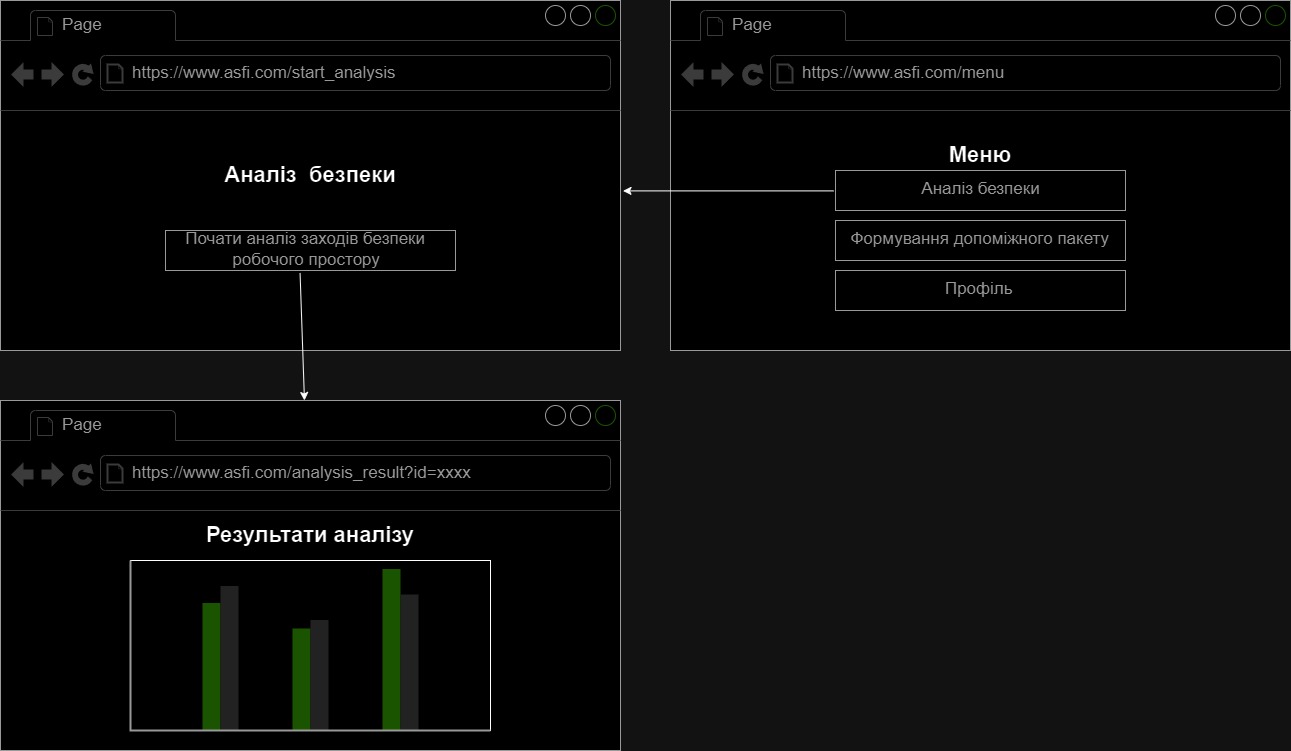 Page
https://www.asfi.com/start_analysis
Аналіз  безпеки
Почати аналіз заходів безпеки
робочого простору
Page
https://www.asfi.com/menu
Меню
Аналіз безпеки
Формування допоміжного пакету
Профіль
Page
https://www.asfi.com/analysis_result?id=xxxx
Результати аналізу